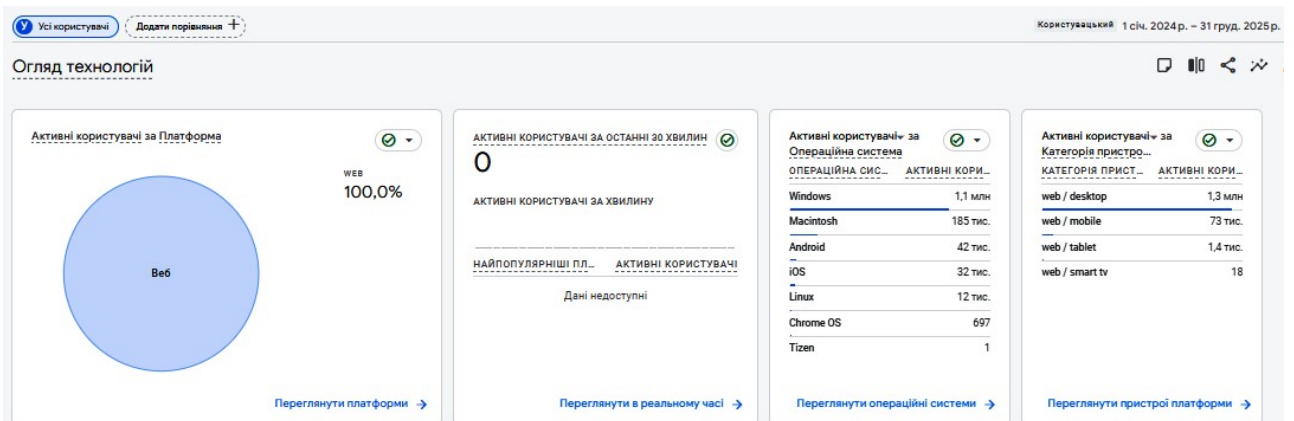 У Усі користувачі Додати порівняння + Користувацький 1 січ. 2024 р. – 31 груд. 2025 р.
Огляд технологій
Активні користувачі за Платформа
WEB
100,0%
Веб
Переглянути платформи →
АКТИВНІ КОРИСТУВАЧІ ЗА ОСТАННІ 30 ХВИЛИН
0
АКТИВНІ КОРИСТУВАЧІ ЗА ХВИЛИНУ
НАЙПОПУЛЯРНІШІ ПЛ... АКТИВНІ КОРИСТУВАЧІ
Дані недоступні
Переглянути в реальному часі →
Активні користувачі за
Операційна система
ОПЕРАЦІЙНА СИС... АКТИВНІ КОРИ...
Windows 1,1 млн
Macintosh 185 тис.
Android 42 тис.
iOS 32 тис.
Linux 12 тис.
Chrome OS 697
Tizen 1
Переглянути операційні системи →
Активні користувачі за
Категорія пристро...
КАТЕГОРІЯ ПРИСТ... АКТИВНІ КОРИ...
web / desktop 1,3 млн
web / mobile 73 тис.
web / tablet 1,4 тис.
web / smart tv 18
Переглянути пристрої платформи →